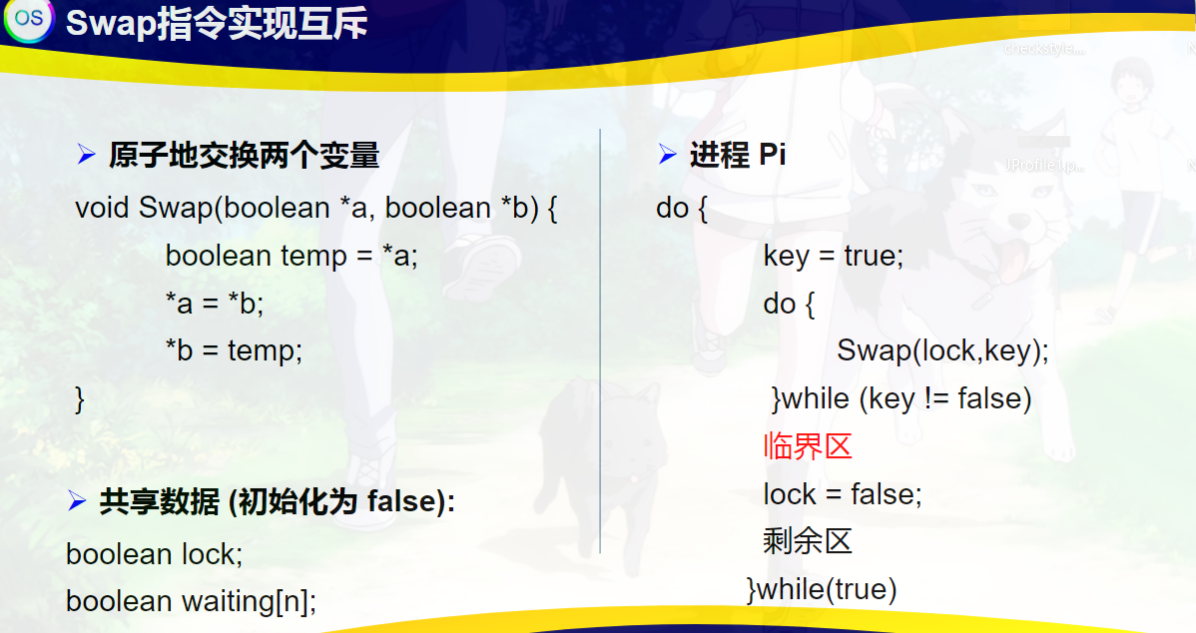 OS
Swap指令实现互斥
checkstyle....
原子地交换两个变量
void Swap(boolean *a, boolean *b) {
boolean temp = *a;
*a = *b;
*b = temp;
}
共享数据 (初始化为 false):
boolean lock;
boolean waiting[n];
进程 Pi
do {
key = true;
do {
Swap(lock,key);
}while (key != false)
临界区
lock = false;
剩余区
}while(true)